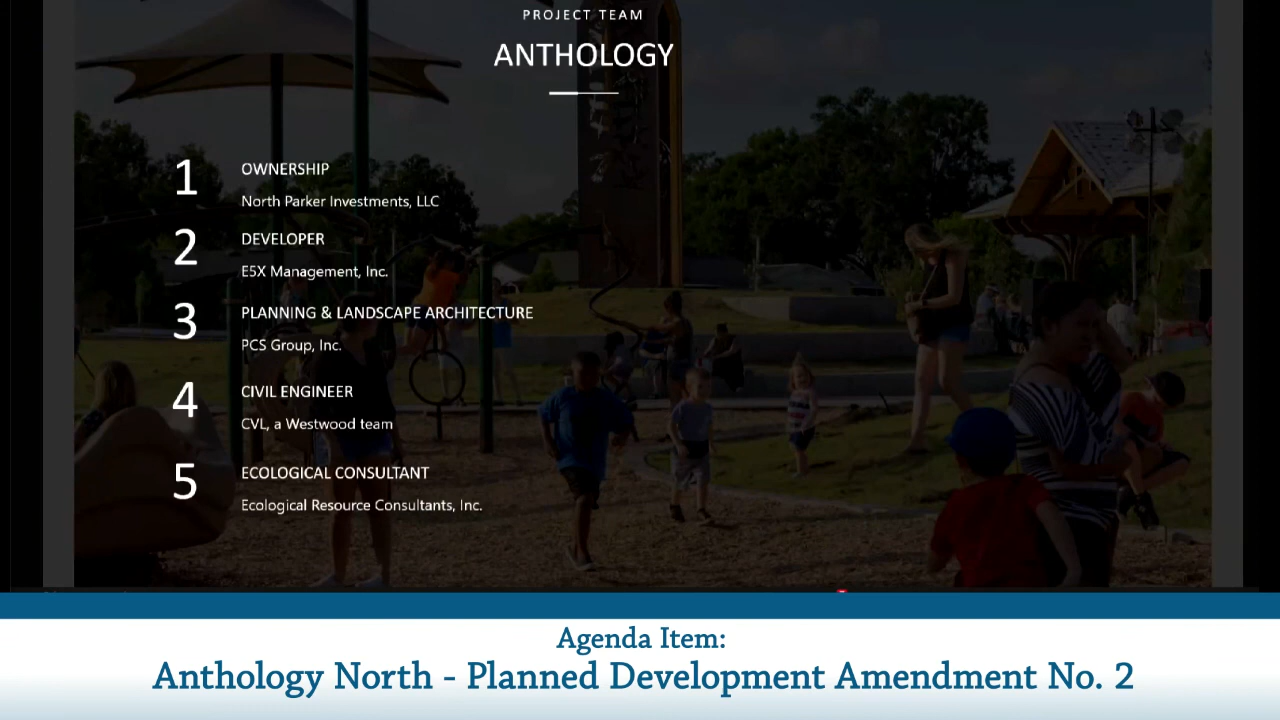 PROJECT TEAM
ANTHOLOGY
1
OWNERSHIP
North Parker Investments, LLC
2
DEVELOPER
E5X Management, Inc.
3
PLANNING & LANDSCAPE ARCHITECTURE
PCS Group, Inc.
4
CIVIL ENGINEER
CVL, a Westwood team
5
ECOLOGICAL CONSULTANT
Ecological Resource Consultants, Inc.
Agenda Item:
Anthology North - Planned Development Amendment No. 2